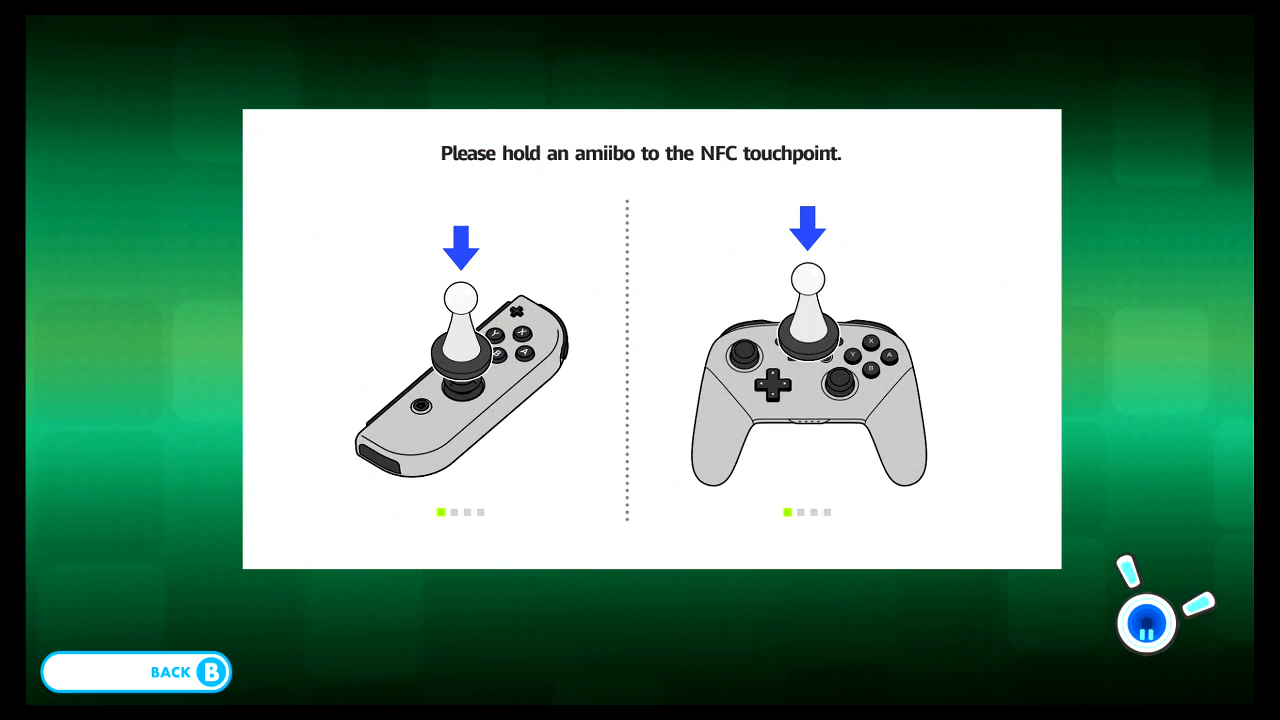 Please hold an amiibo to the NFC touchpoint.
Y X
B A
X
Y A
B
BACK B